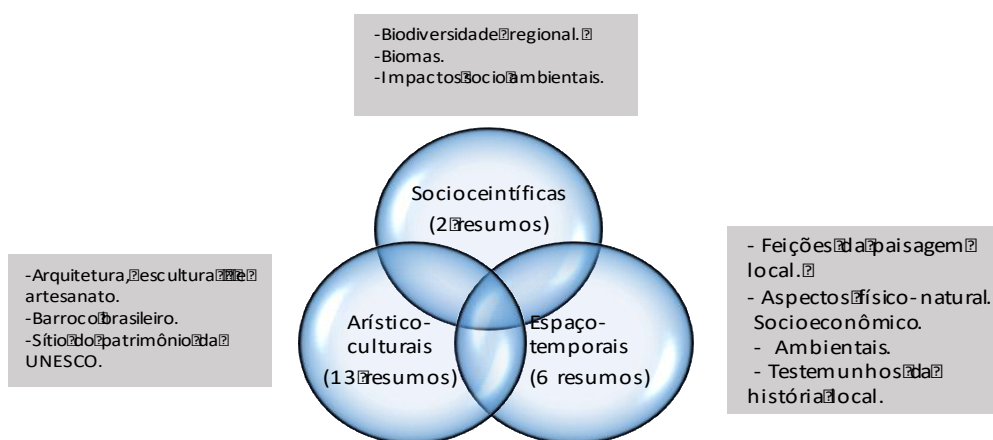 -Biodiversidade regional.
-Biomas.
-Impactos socio ambientais.
Socioceintíficas
(2 resumos)
-Arquitetura, escultura e
artesanato.
-Barroco brasileiro.
-Sítio do patrimônio da
UNESCO.
Arístico-
culturais
(13 resumos)
Espaço-
temporais
(6 resumos)
- Feições da paisagem
local.
- Aspectos físico-natural.
Socioeconômico.
- Ambientais.
- Testemunhos da
história local.